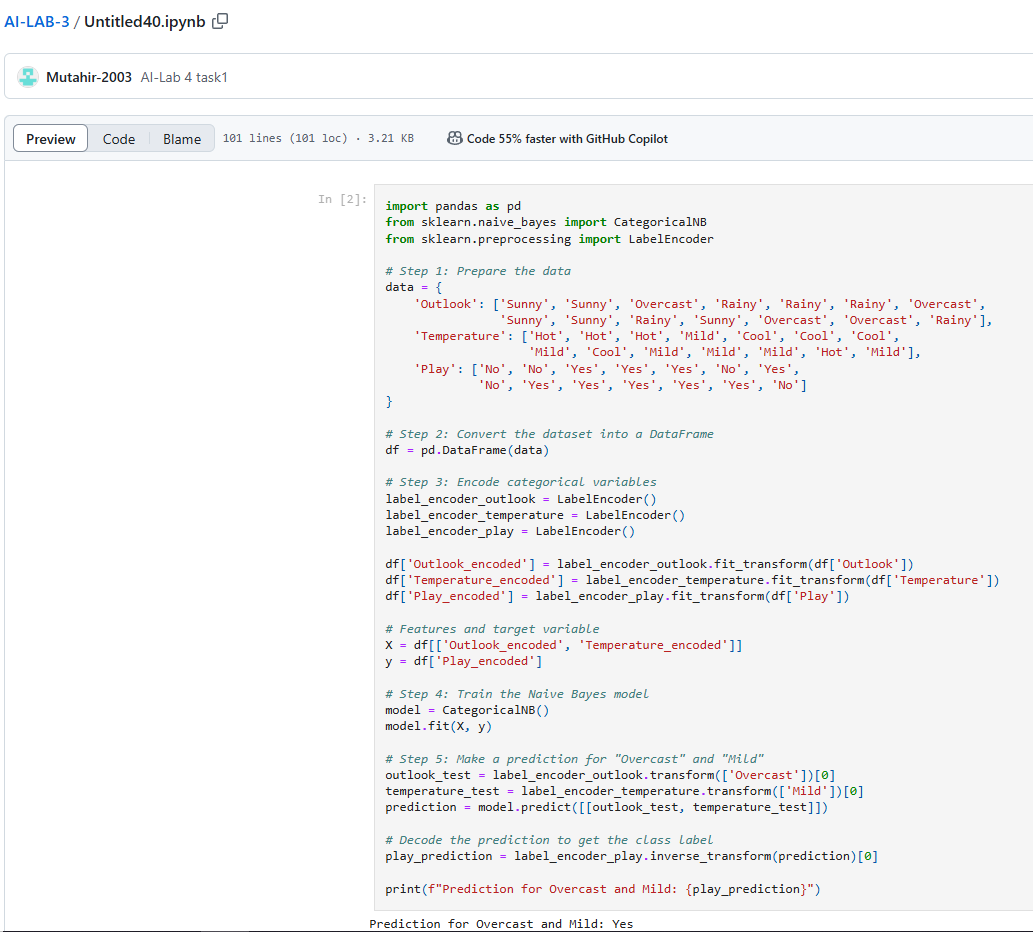 AI-LAB-3 / Untitled40.ipynb
Mutahir-2003 AI-Lab 4 task1
Preview Code Blame 101 lines (101 loc) · 3.21 KB Code 55% faster with GitHub Copilot
In [2]:
import pandas as pd
from sklearn.naive_bayes import CategoricalNB
from sklearn.preprocessing import LabelEncoder

# Step 1: Prepare the data
data = {
    'Outlook': ['Sunny', 'Sunny', 'Overcast', 'Rainy', 'Rainy', 'Rainy', 'Overcast',
                'Sunny', 'Sunny', 'Rainy', 'Sunny', 'Overcast', 'Overcast', 'Rainy'],
    'Temperature': ['Hot', 'Hot', 'Hot', 'Mild', 'Cool', 'Cool', 'Cool',
                    'Mild', 'Cool', 'Mild', 'Mild', 'Mild', 'Hot', 'Mild'],
    'Play': ['No', 'No', 'Yes', 'Yes', 'Yes', 'No', 'Yes',
             'No', 'Yes', 'Yes', 'Yes', 'Yes', 'Yes', 'No']
}

# Step 2: Convert the dataset into a DataFrame
df = pd.DataFrame(data)

# Step 3: Encode categorical variables
label_encoder_outlook = LabelEncoder()
label_encoder_temperature = LabelEncoder()
label_encoder_play = LabelEncoder()

df['Outlook_encoded'] = label_encoder_outlook.fit_transform(df['Outlook'])
df['Temperature_encoded'] = label_encoder_temperature.fit_transform(df['Temperature'])
df['Play_encoded'] = label_encoder_play.fit_transform(df['Play'])

# Features and target variable
X = df[['Outlook_encoded', 'Temperature_encoded']]
y = df['Play_encoded']

# Step 4: Train the Naive Bayes model
model = CategoricalNB()
model.fit(X, y)

# Step 5: Make a prediction for "Overcast" and "Mild"
outlook_test = label_encoder_outlook.transform(['Overcast'])[0]
temperature_test = label_encoder_temperature.transform(['Mild'])[0]
prediction = model.predict([[outlook_test, temperature_test]])

# Decode the prediction to get the class label
play_prediction = label_encoder_play.inverse_transform(prediction)[0]

print(f"Prediction for Overcast and Mild: {play_prediction}")
Prediction for Overcast and Mild: Yes